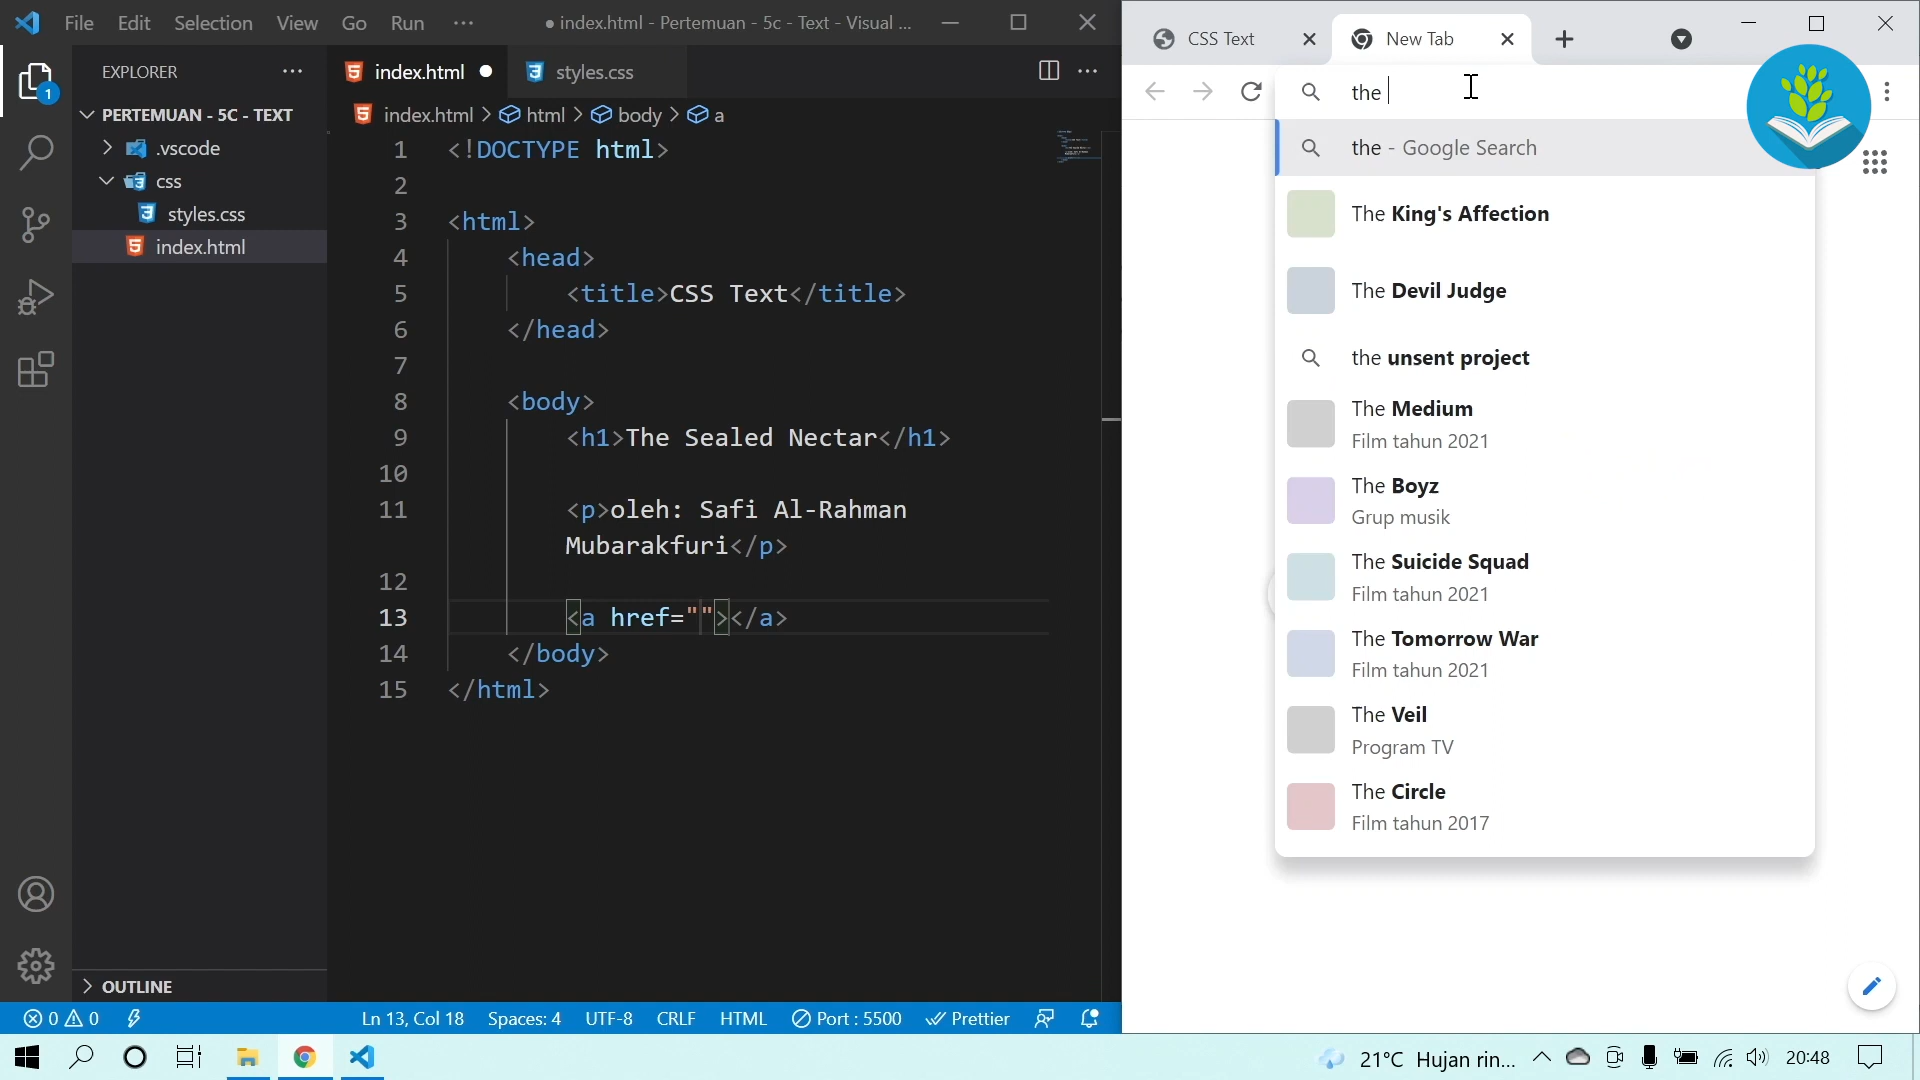 File Edit Selection View Go Run ··· ● index.html - Pertemuan - 5c - Text - Visual ...
EXPLORER ···
1
PERTEMUAN - 5C - TEXT
.vscode
css
styles.css
index.html
OUTLINE
index.html ● styles.css ···
index.html > html > body > a
1 <!DOCTYPE html>
2
3 <html>
4 <head>
5 <title>CSS Text</title>
6 </head>
7
8 <body>
9 <h1>The Sealed Nectar</h1>
10
11 <p>oleh: Safi Al-Rahman
Mubarakfuri</p>
12
13 <a href=""></a>
14 </body>
15 </html>
0 0 Ln 13, Col 18 Spaces: 4 UTF-8 CRLF HTML Port : 5500 Prettier
CSS Text New Tab
the
the - Google Search
The King's Affection
The Devil Judge
the unsent project
The Medium
Film tahun 2021
The Boyz
Grup musik
The Suicide Squad
Film tahun 2021
The Tomorrow War
Film tahun 2021
The Veil
Program TV
The Circle
Film tahun 2017
21°C Hujan rin... 20:48